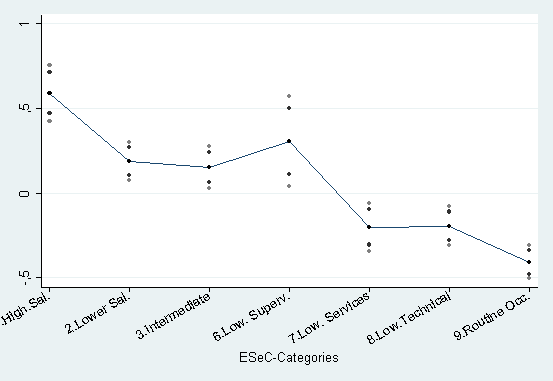 1
,5
0
-,5
.High.Sal.
2.Lower Sal.
3.Intermediate
6.Low. Superv.
7.Low. Services
8.Low.Technical
9.Routine Occ.
ESeC-Categories